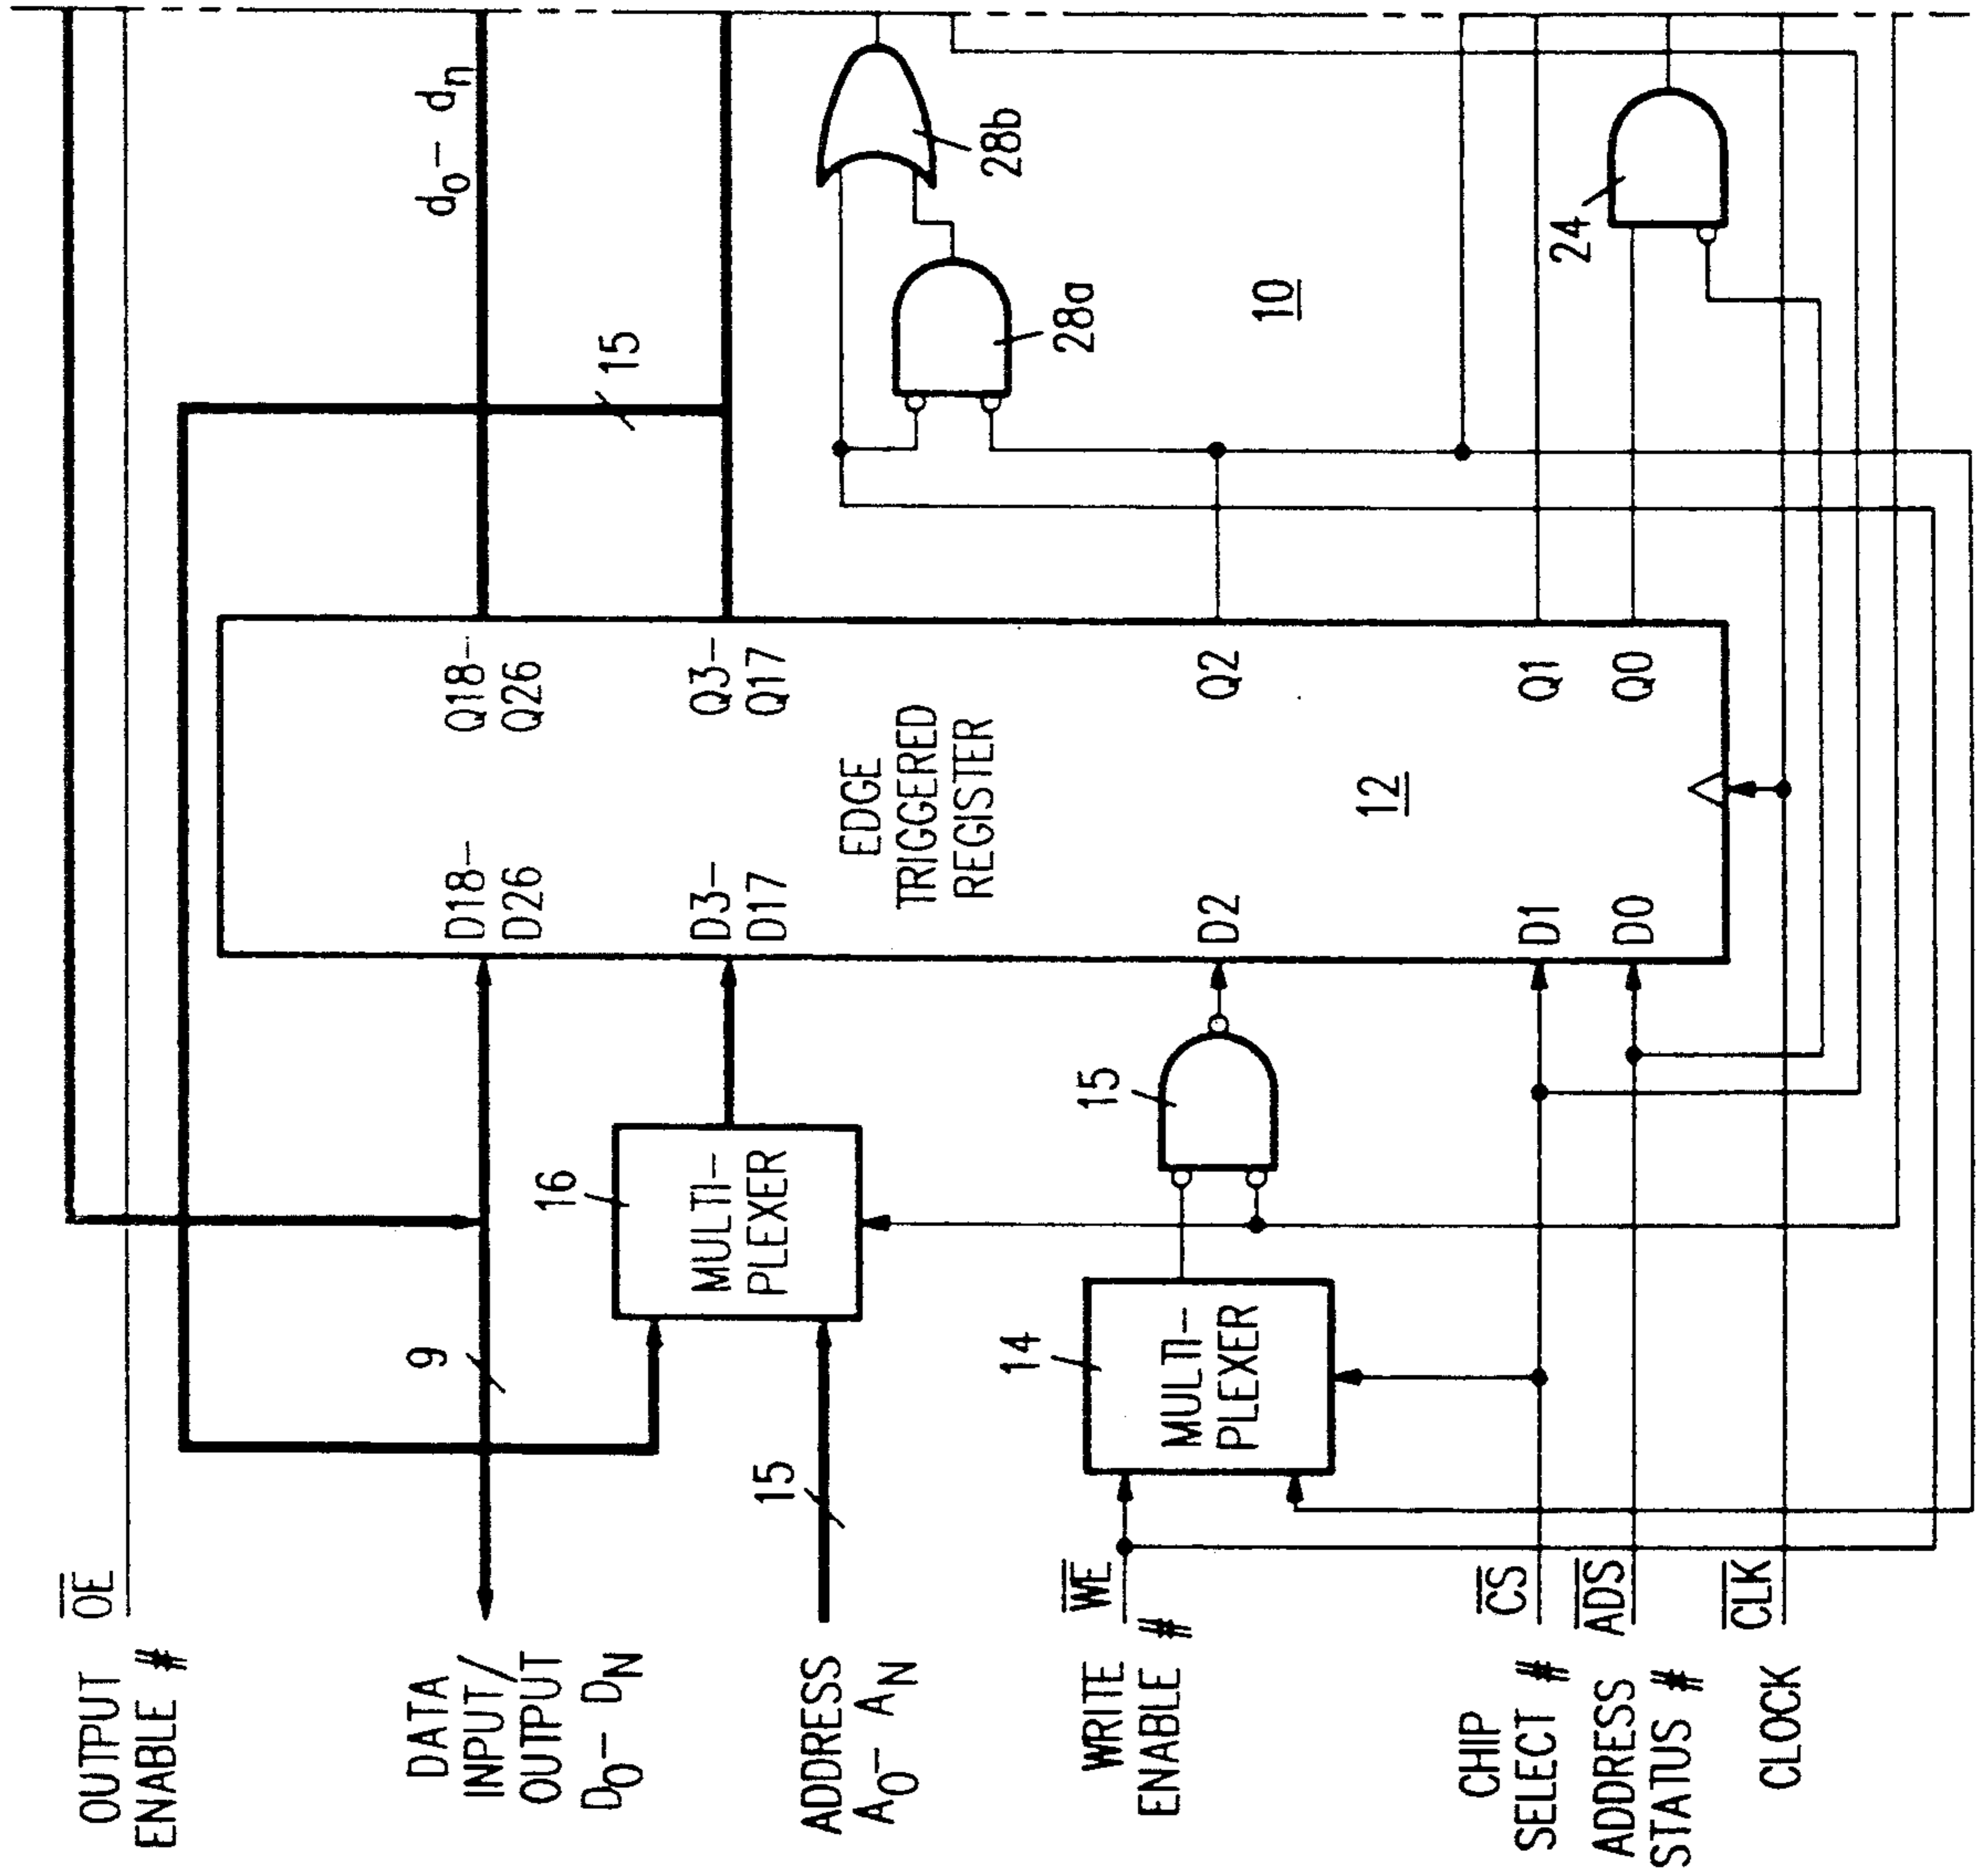 OUTPUT
ENABLE #
OE
DATA
INPUT/
OUTPUT
D0-DN
9
ADDRESS
A0-AN
15
WRITE
ENABLE #
WE
CHIP
SELECT #
CS
ADDRESS
STATUS #
ADS
CLOCK
CLK
14
MULTI-
PLEXER
16
MULTI-
PLEXER
15
D18-
D26
D3-
D17
D2
D1
D0
EDGE
TRIGGERED
REGISTER
12
Q18-
Q26
Q3-
Q17
Q2
Q1
Q0
15
28a
10
24
28b
d0-dn